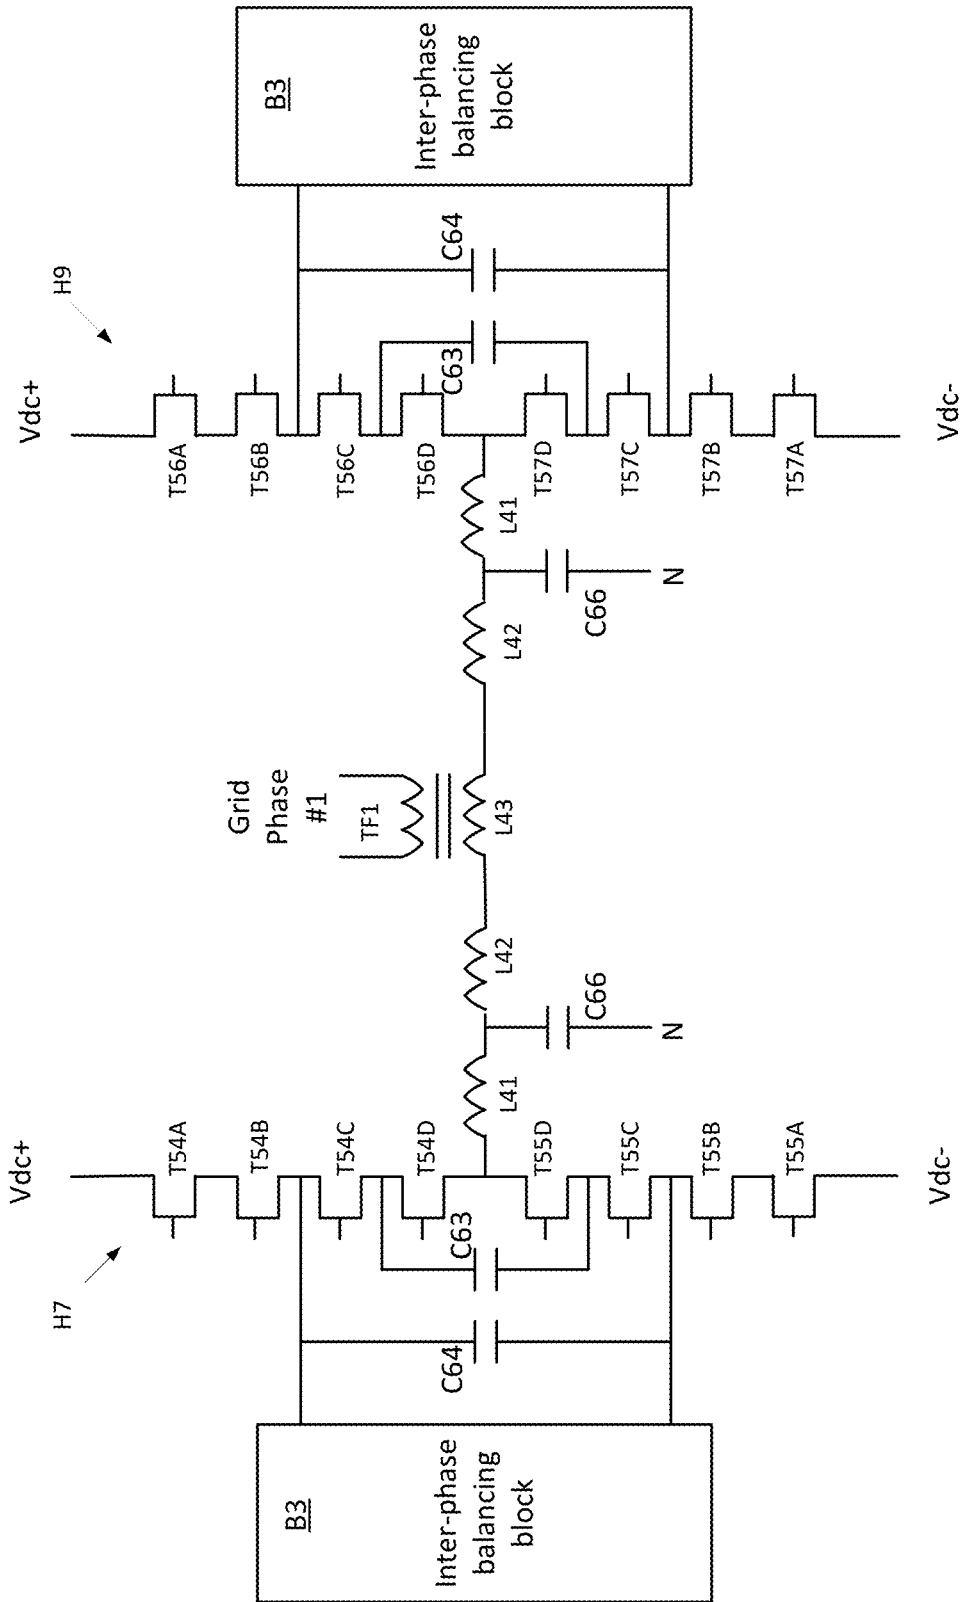 H7
H9
Vdc+
Vdc+
B3
Inter-phase
balancing
block
C64
C63
T54A
T54B
T54C
T54D
T55D
T55C
T55B
T55A
L41
C66
N
L42
Grid
Phase
#1
TF1
L43
L42
C66
N
L41
T56A
T56B
T56C
T56D
T57D
T57C
T57B
T57A
C63
C64
B3
Inter-phase
balancing
block
Vdc-
Vdc-